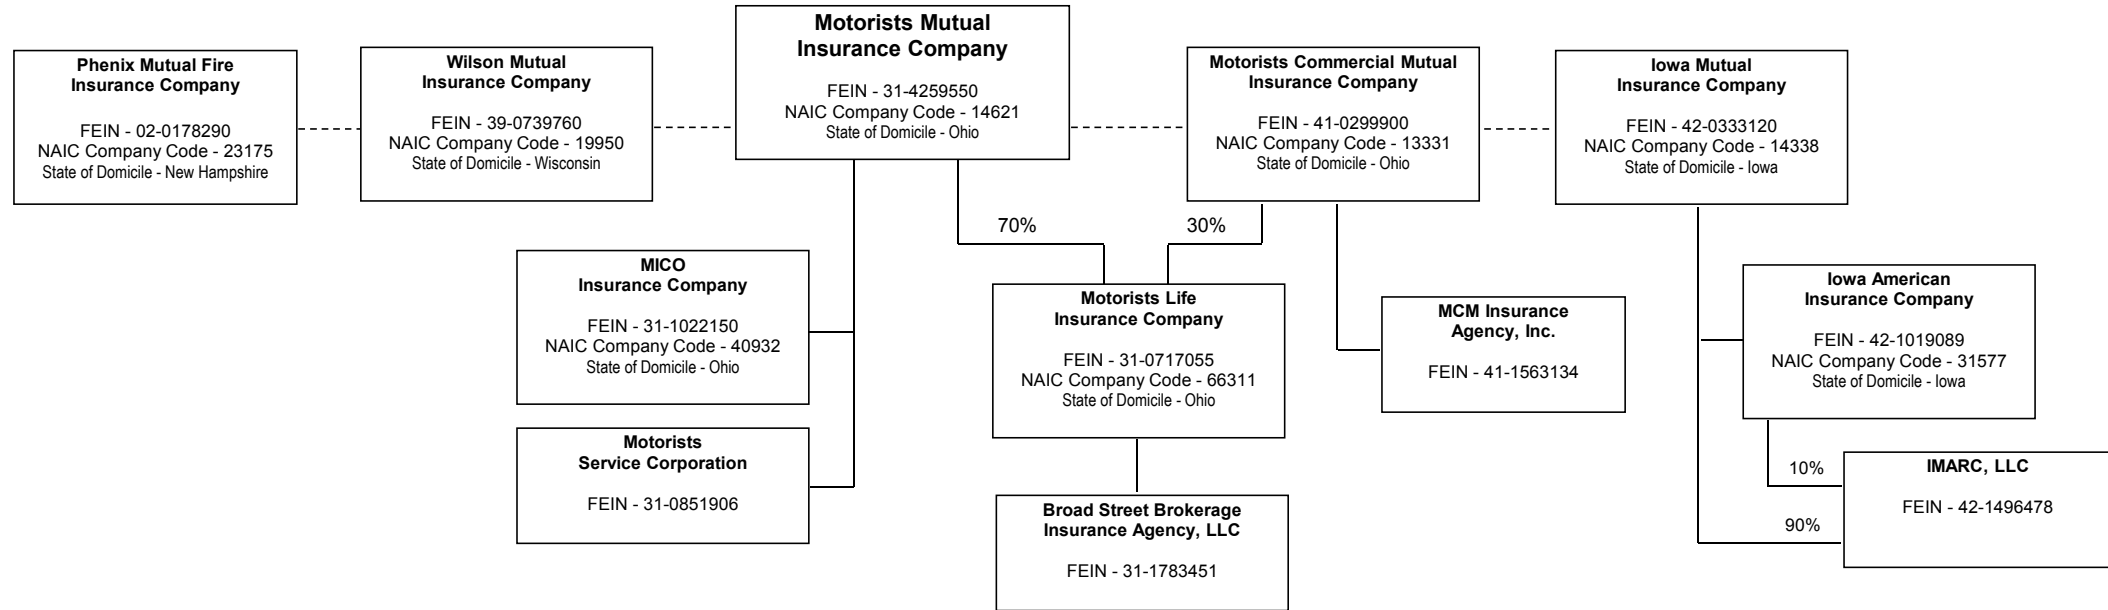 Phenix Mutual Fire
Insurance Company
FEIN - 02-0178290
NAIC Company Code - 23175
State of Domicile - New Hampshire
Wilson Mutual
Insurance Company
FEIN - 39-0739760
NAIC Company Code - 19950
State of Domicile - Wisconsin
Motorists Mutual
Insurance Company
FEIN - 31-4259550
NAIC Company Code - 14621
State of Domicile - Ohio
Motorists Commercial Mutual
Insurance Company
FEIN - 41-0299900
NAIC Company Code - 13331
State of Domicile - Ohio
Iowa Mutual
Insurance Company
FEIN - 42-0333120
NAIC Company Code - 14338
State of Domicile - Iowa
70%
30%
MICO
Insurance Company
FEIN - 31-1022150
NAIC Company Code - 40932
State of Domicile - Ohio
Motorists Life
Insurance Company
FEIN - 31-0717055
NAIC Company Code - 66311
State of Domicile - Ohio
MCM Insurance
Agency, Inc.
FEIN - 41-1563134
Iowa American
Insurance Company
FEIN - 42-1019089
NAIC Company Code - 31577
State of Domicile - Iowa
Motorists
Service Corporation
FEIN - 31-0851906
Broad Street Brokerage
Insurance Agency, LLC
FEIN - 31-1783451
10%
90%
IMARC, LLC
FEIN - 42-1496478